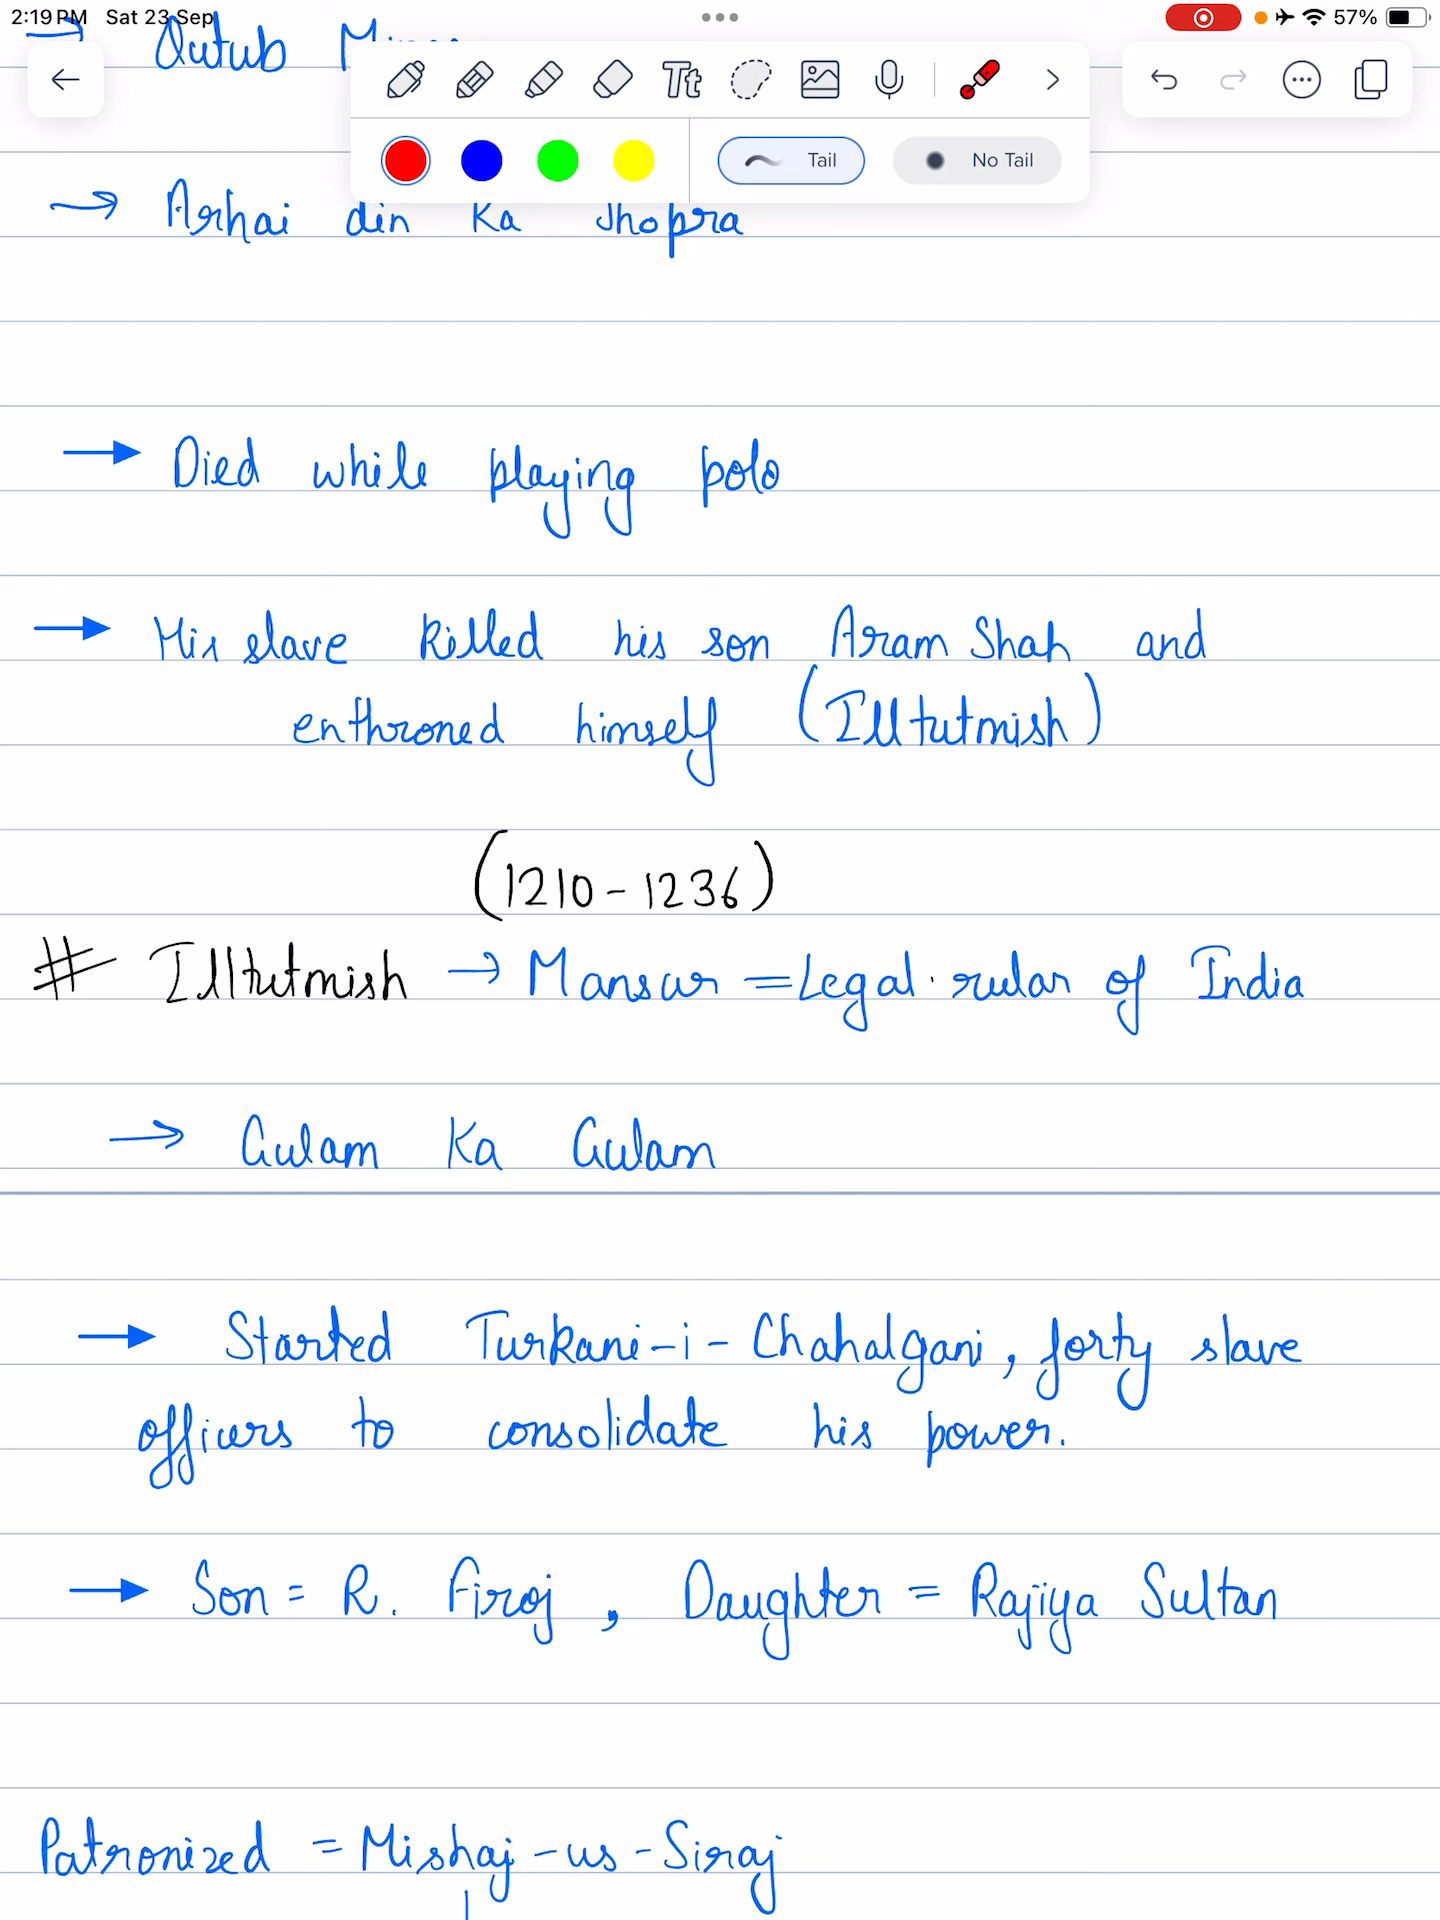 2:19 PM Sat 23 Sep
57%
→ Qutub
Tt
Tail
No Tail
→ Arhai din Ka Jhopra
→ Died while playing polo
→ His slave killed his son Aram Shah and
enthroned himself (Illtutmish)
(1210 - 1236)
# Illtutmish → Mansur = Legal. rular of India
→ Gulam Ka Gulam
→ Started Turkani-i-Chahalgani, forty slave
officers to consolidate his power.
→ Son = R. Firoj, Daughter = Rajiya Sultan
Patronized = Mishaj-us-Siraj